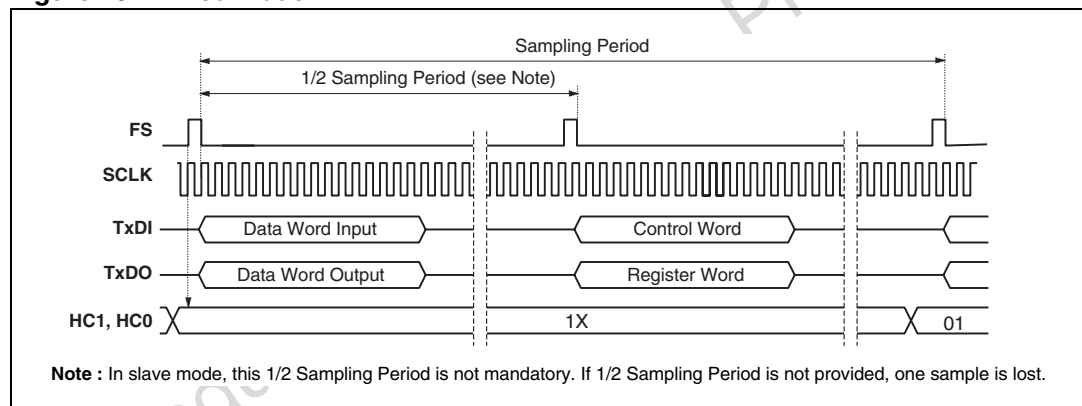 Sampling Period
1/2 Sampling Period (see Note)
FS
SCLK
TxDI
Data Word Input
Control Word
TxDO
Data Word Output
Register Word
HC1, HC0
1X
01
Note : In slave mode, this 1/2 Sampling Period is not mandatory. If 1/2 Sampling Period is not provided, one sample is lost.